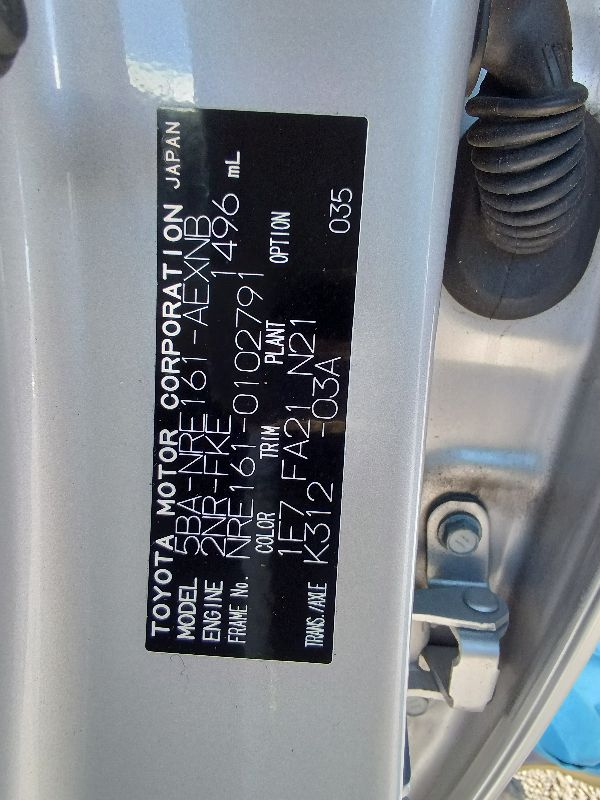 TOYOTA MOTOR CORPORATION JAPAN
MODEL 5BA-NRE161-AEXNB
ENGINE 2NR-FKE 1496 mL
FRAME No. NRE161-0102791
COLOR TRIM PLANT OPTION
1E7 FA21 N21
TRANS./AXLE K312 -03A 035